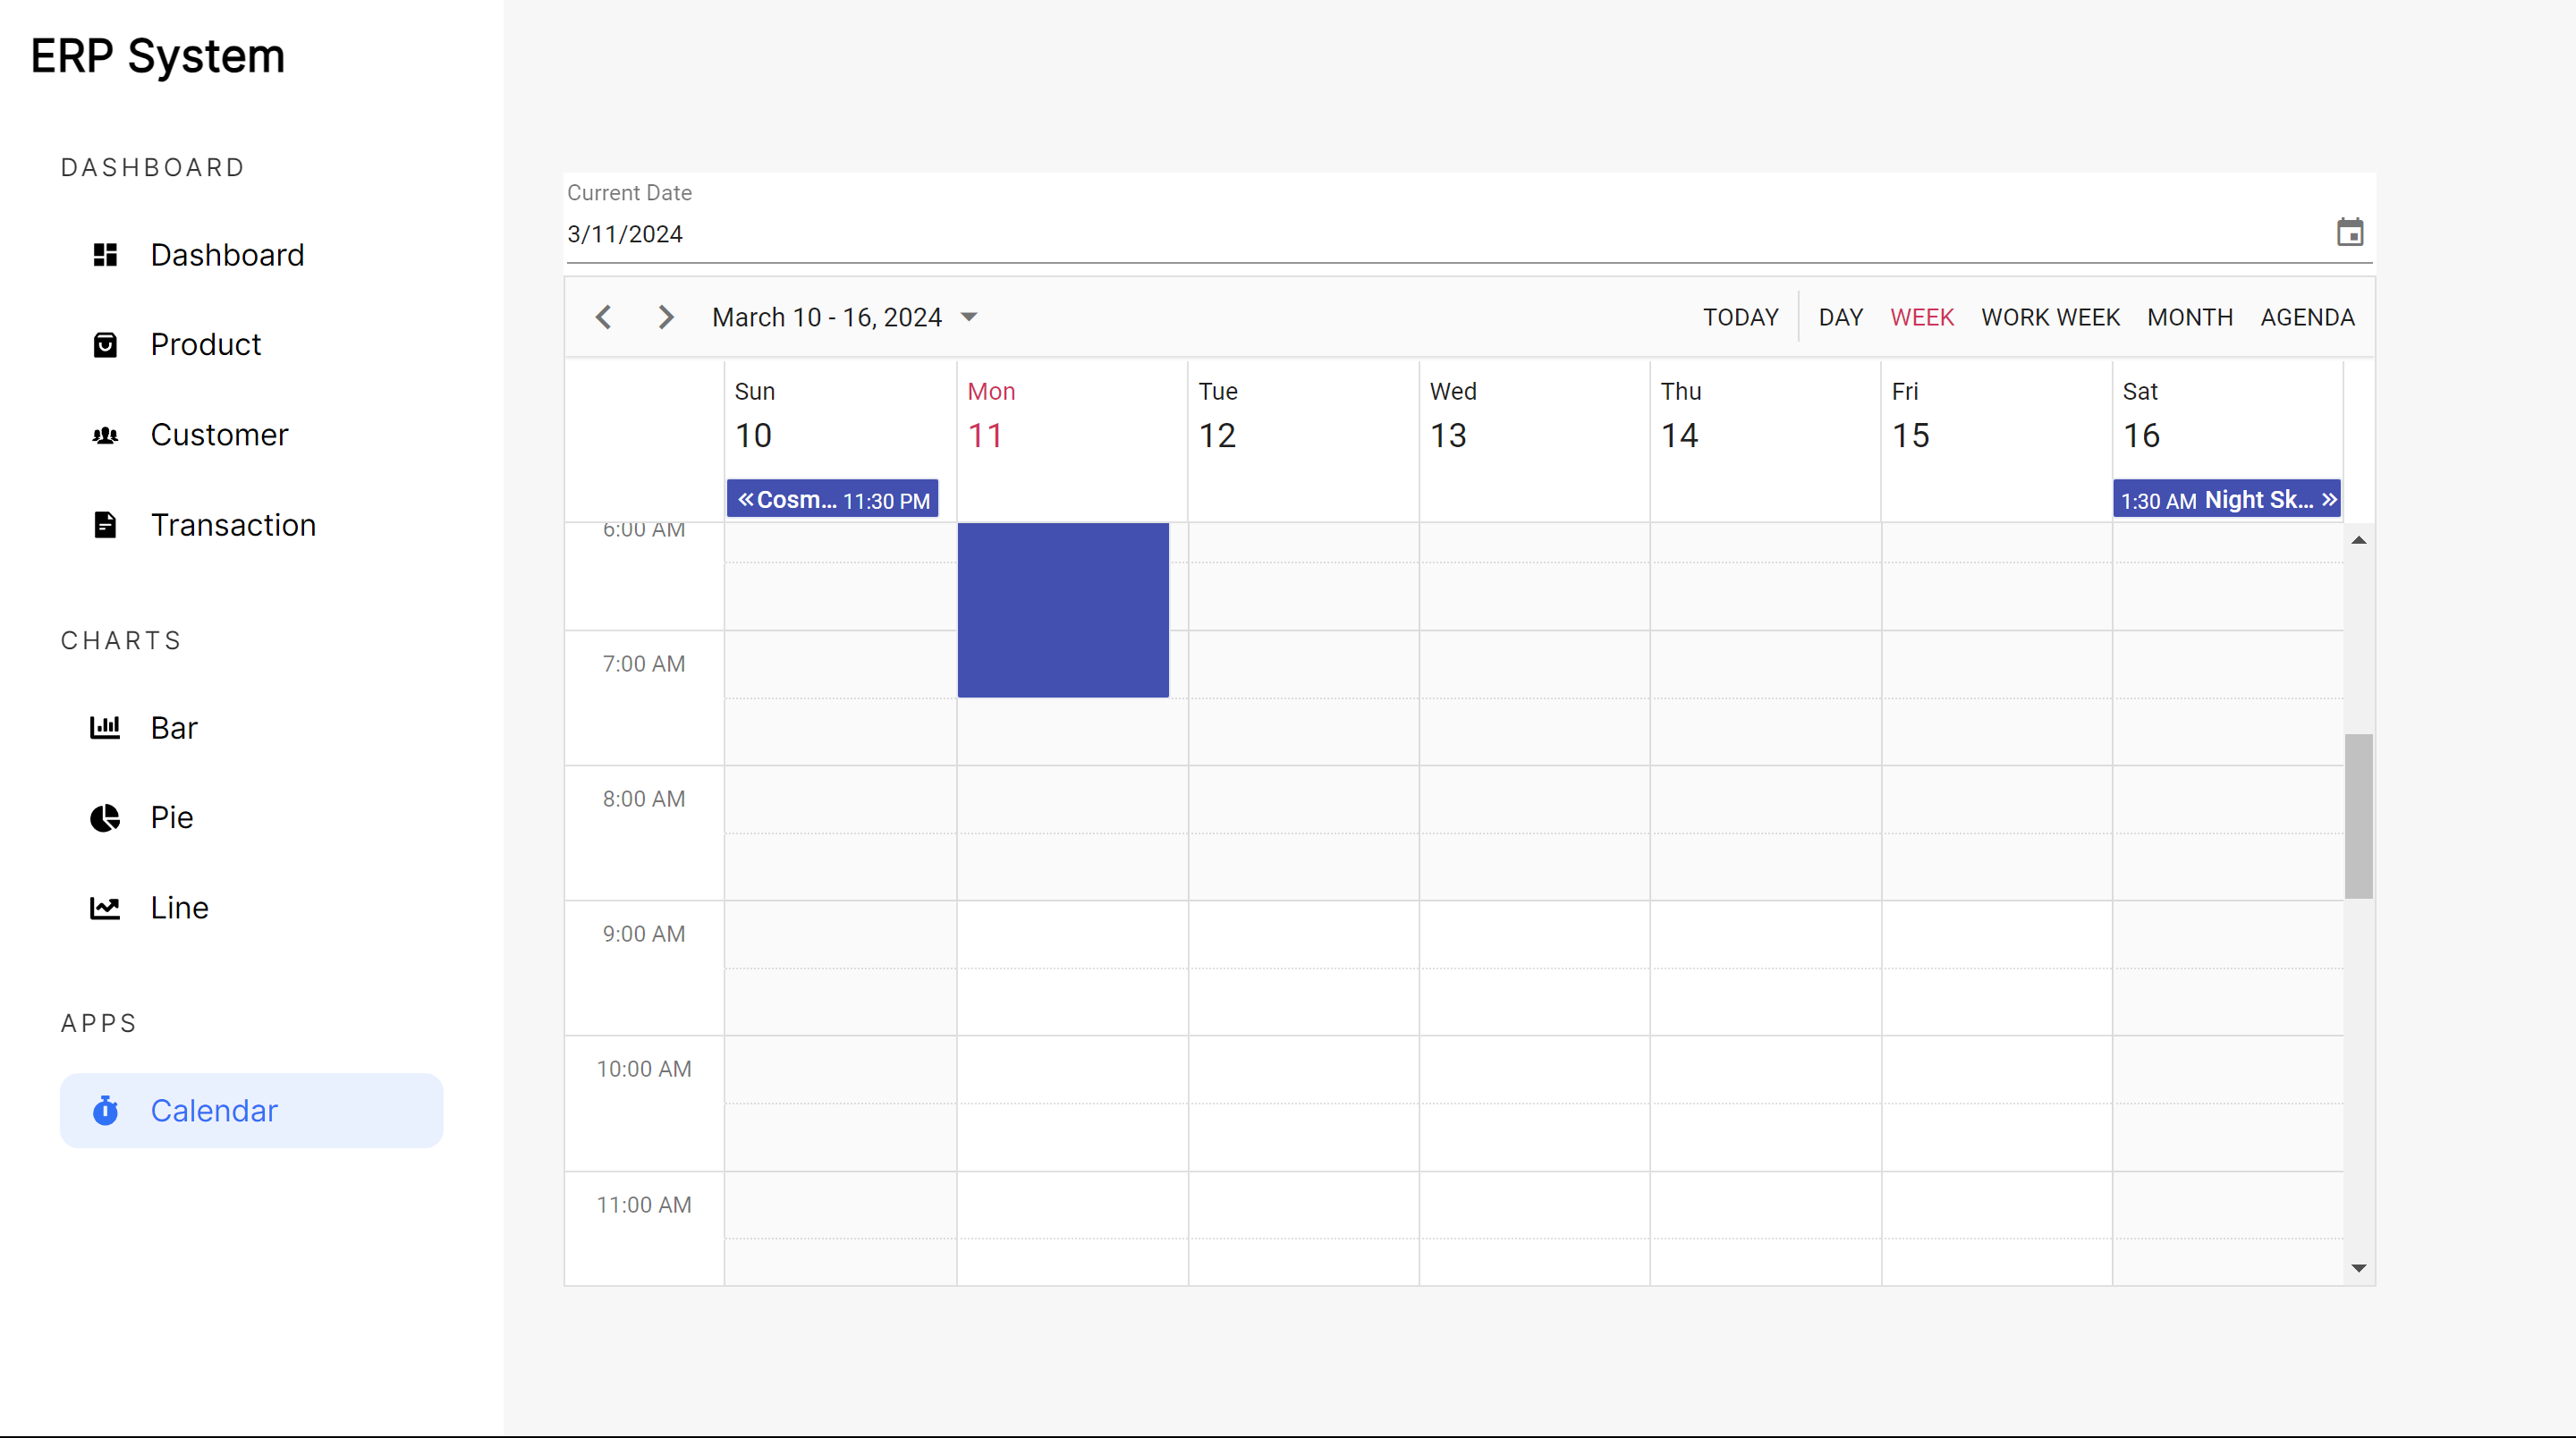 ERP System
DASHBOARD
Dashboard
Product
Customer
Transaction
CHARTS
Bar
Pie
Line
APPS
Calendar
Current Date
3/11/2024
March 10 - 16, 2024
TODAY DAY WEEK WORK WEEK MONTH AGENDA
Sun Mon Tue Wed Thu Fri Sat
10 11 12 13 14 15 16
«Cosm... 11:30 PM
1:30 AM Night Sk... »
6:00 AM
7:00 AM
8:00 AM
9:00 AM
10:00 AM
11:00 AM